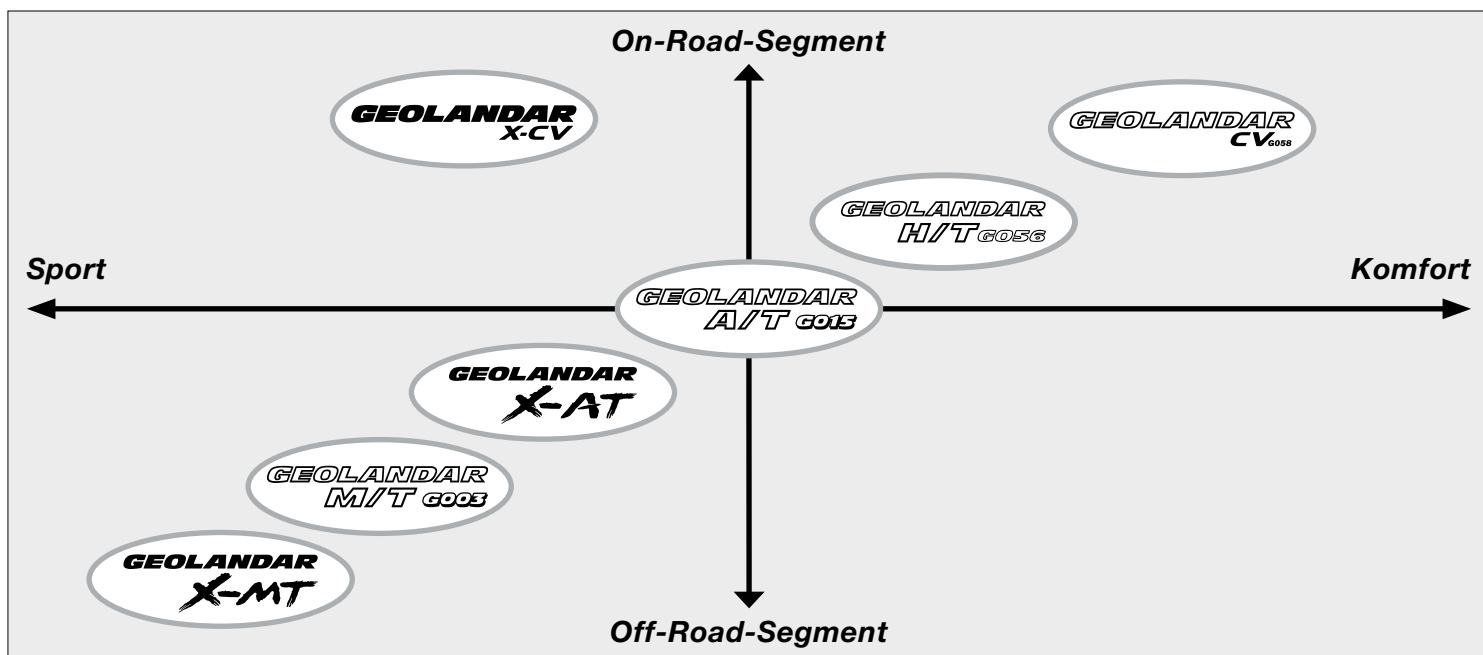 On-Road-Segment
GEOLANDAR
X-CV
GEOLANDAR
CV G058
GEOLANDAR
H/T G056
Sport
Komfort
GEOLANDAR
A/T G015
GEOLANDAR
X-AT
GEOLANDAR
M/T G003
GEOLANDAR
X-MT
Off-Road-Segment